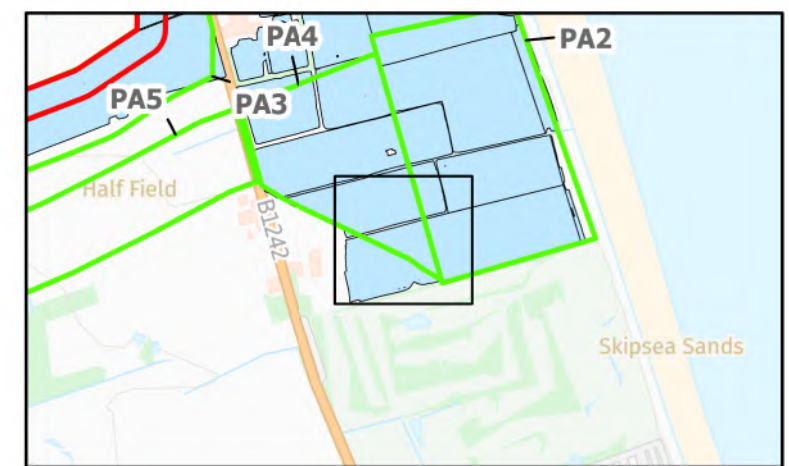 PA4
PA2
PA5
PA3
Half Field
B1242
Skipsea Sands